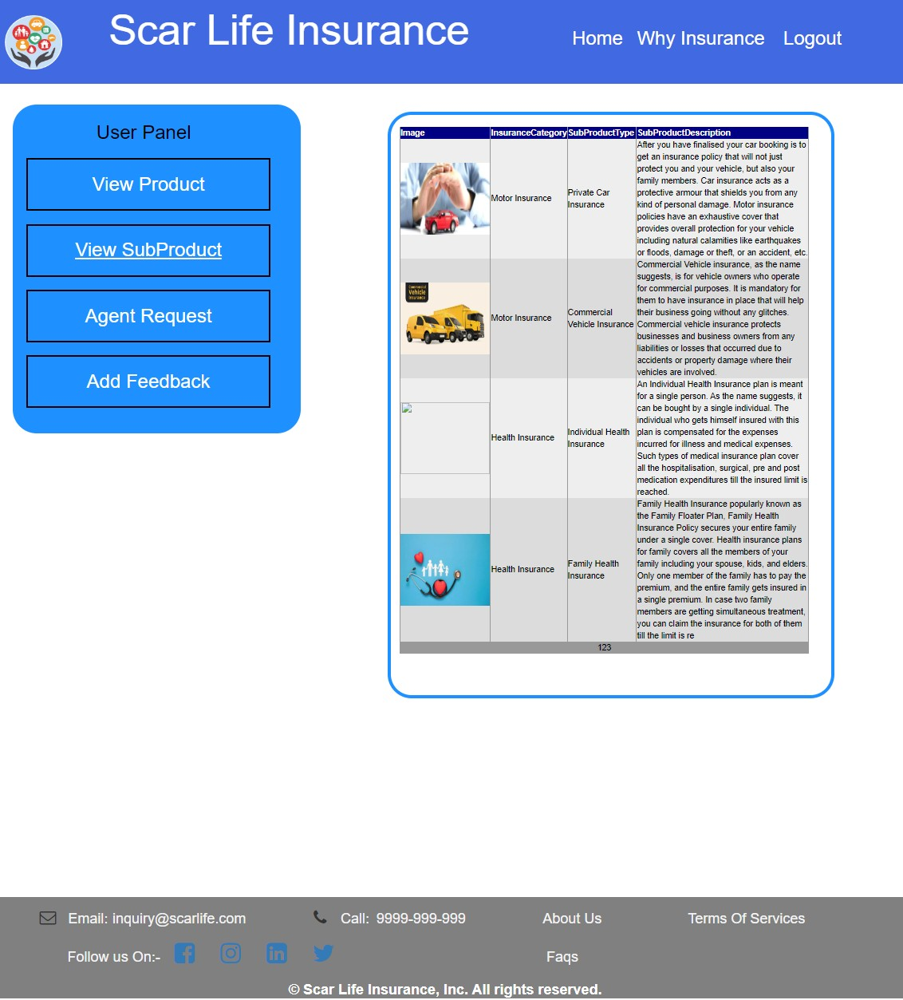 Scar Life Insurance
Home Why Insurance Logout
User Panel
View Product
View SubProduct
Agent Request
Add Feedback
Image InsuranceCategory SubProductType SubProductDescription
Motor Insurance
Private Car
Insurance
After you have finalised your car booking is to
get an insurance policy that will not just
protect you and your vehicle, but also your
family members. Car insurance acts as a
protective armour that shields you from any
kind of personal damage. Motor insurance
policies have an exhaustive cover that
provides overall protection for your vehicle
including natural calamities like earthquakes
or floods, damage or theft, or an accident, etc.
Commercial
Vehicle
Insurance
Motor Insurance
Commercial
Vehicle Insurance
Commercial Vehicle insurance, as the name
suggests, is for vehicle owners who operate
for commercial purposes. It is mandatory for
them to have insurance in place that will help
their business going without any glitches.
Commercial vehicle insurance protects
businesses and business owners from any
liabilities or losses that occurred due to
accidents or property damage where their
vehicles are involved.
Health Insurance
Individual Health
Insurance
An Individual Health Insurance plan is meant
for a single person. As the name suggests, it
can be bought by a single individual. The
individual who gets himself insured with this
plan is compensated for the expenses
incurred for illness and medical expenses.
Such types of medical insurance plan cover
all the hospitalisation, surgical, pre and post
medication expenditures till the insured limit is
reached.
Health Insurance
Family Health
Insurance
Family Health Insurance popularly known as
the Family Floater Plan, Family Health
Insurance Policy secures your entire family
under a single cover. Health insurance plans
for family covers all the members of your
family including your spouse, kids, and elders.
Only one member of the family has to pay the
premium, and the entire family gets insured in
a single premium. In case two family
members are getting simultaneous treatment,
you can claim the insurance for both of them
till the limit is re
123
Email: inquiry@scarlife.com Call: 9999-999-999 About Us Terms Of Services
Follow us On:- Faqs
© Scar Life Insurance, Inc. All rights reserved.